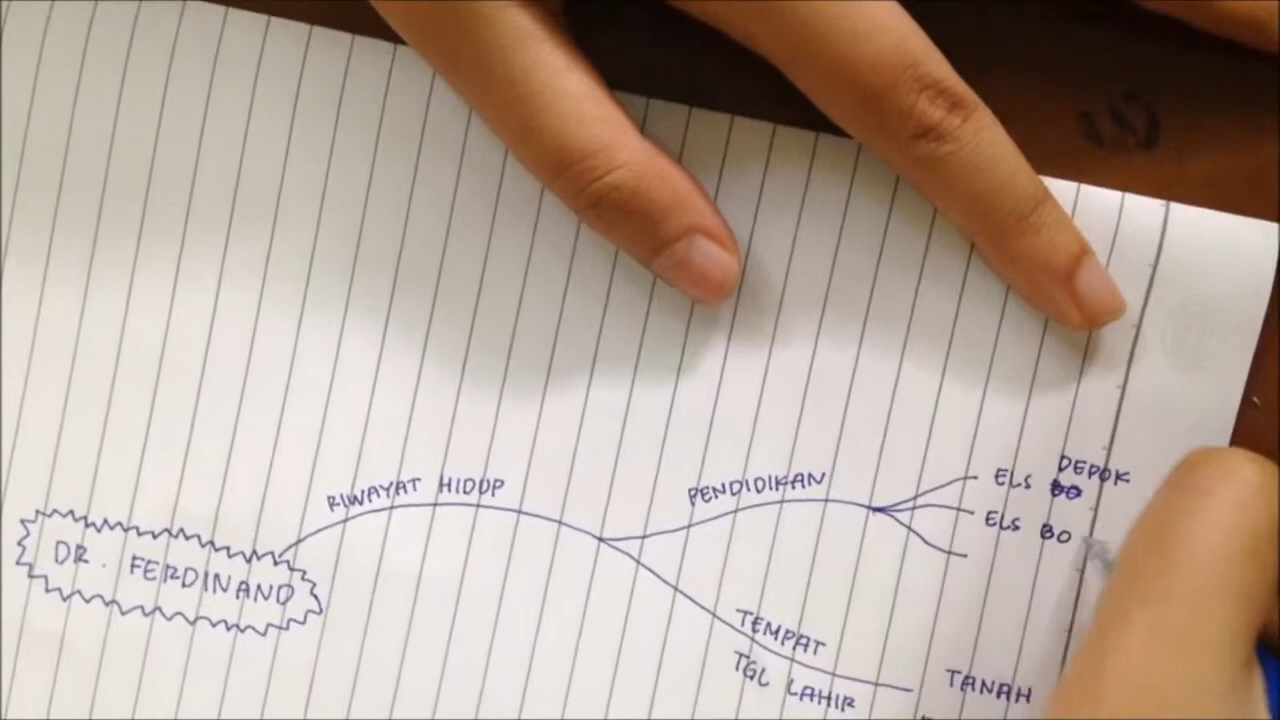 DR. FERDINAND
RIWAYAT HIDUP
PENDIDIKAN
ELS DEPOK
ELS BO
TEMPAT
TGL LAHIR
TANAH